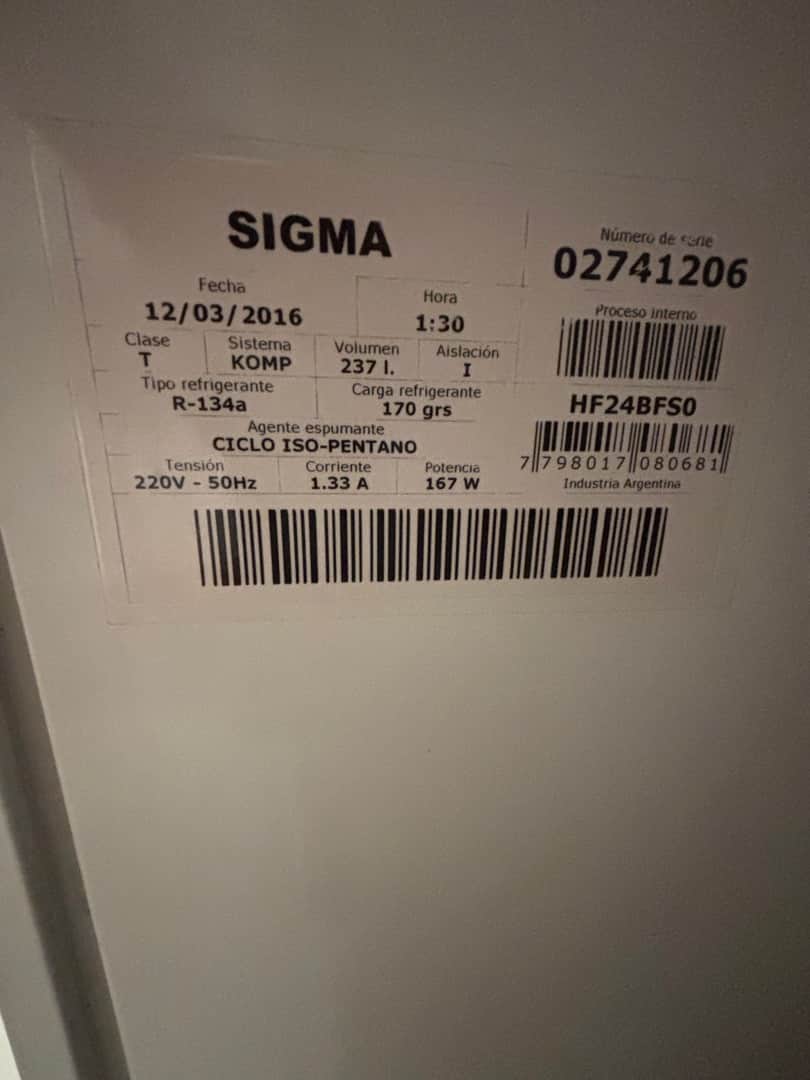 SIGMA
Número de serie
02741206
Fecha
12/03/2016
Hora
1:30
Proceso interno
Clase
T
Sistema
KOMP
Volumen
237 l.
Aislación
I
Tipo refrigerante
R-134a
Carga refrigerante
170 grs
HF24BFS0
Agente espumante
CICLO ISO-PENTANO
Tensión
220V - 50Hz
Corriente
1.33 A
Potencia
167 W
7 798017 080681
Industria Argentina